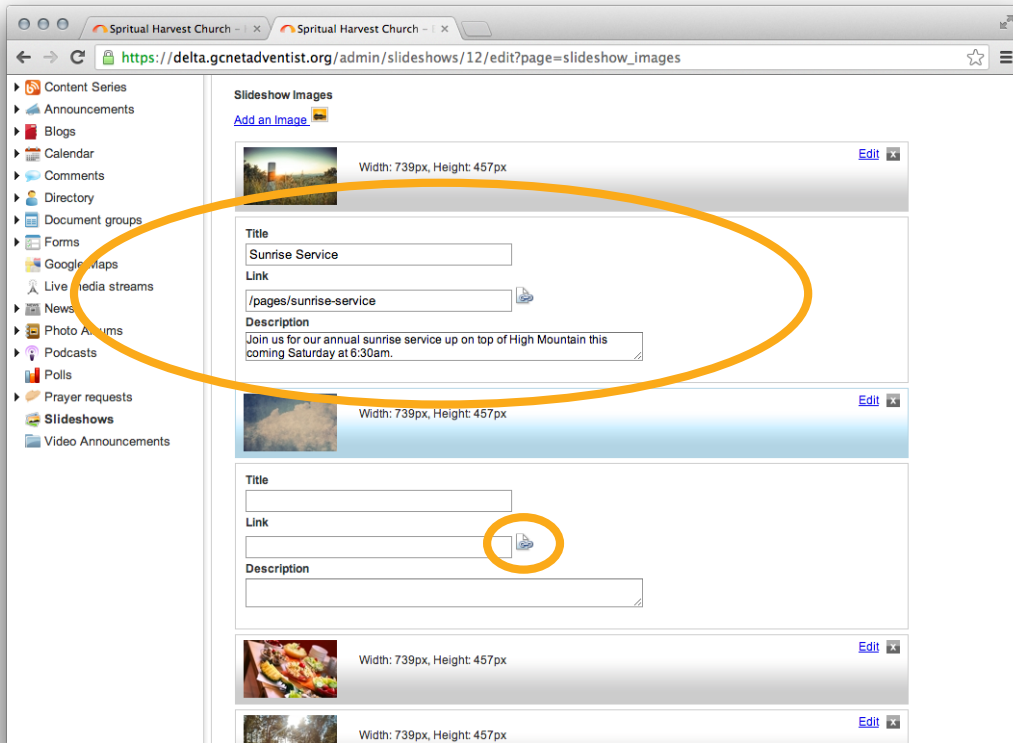 Spritual Harvest Church –
Spritual Harvest Church –
https://delta.gcnetadventist.org/admin/slideshows/12/edit?page=slideshow_images
Content Series
Announcements
Blogs
Calendar
Comments
Directory
Document groups
Forms
Google Maps
Live media streams
News
Photo Albums
Podcasts
Polls
Prayer requests
Slideshows
Video Announcements
Slideshow Images
Add an Image
Width: 739px, Height: 457px
Edit x
Title
Sunrise Service
Link
/pages/sunrise-service
Description
Join us for our annual sunrise service up on top of High Mountain this
coming Saturday at 6:30am.
Width: 739px, Height: 457px
Edit x
Title
Link
Description
Width: 739px, Height: 457px
Edit x
Width: 739px, Height: 457px
Edit x